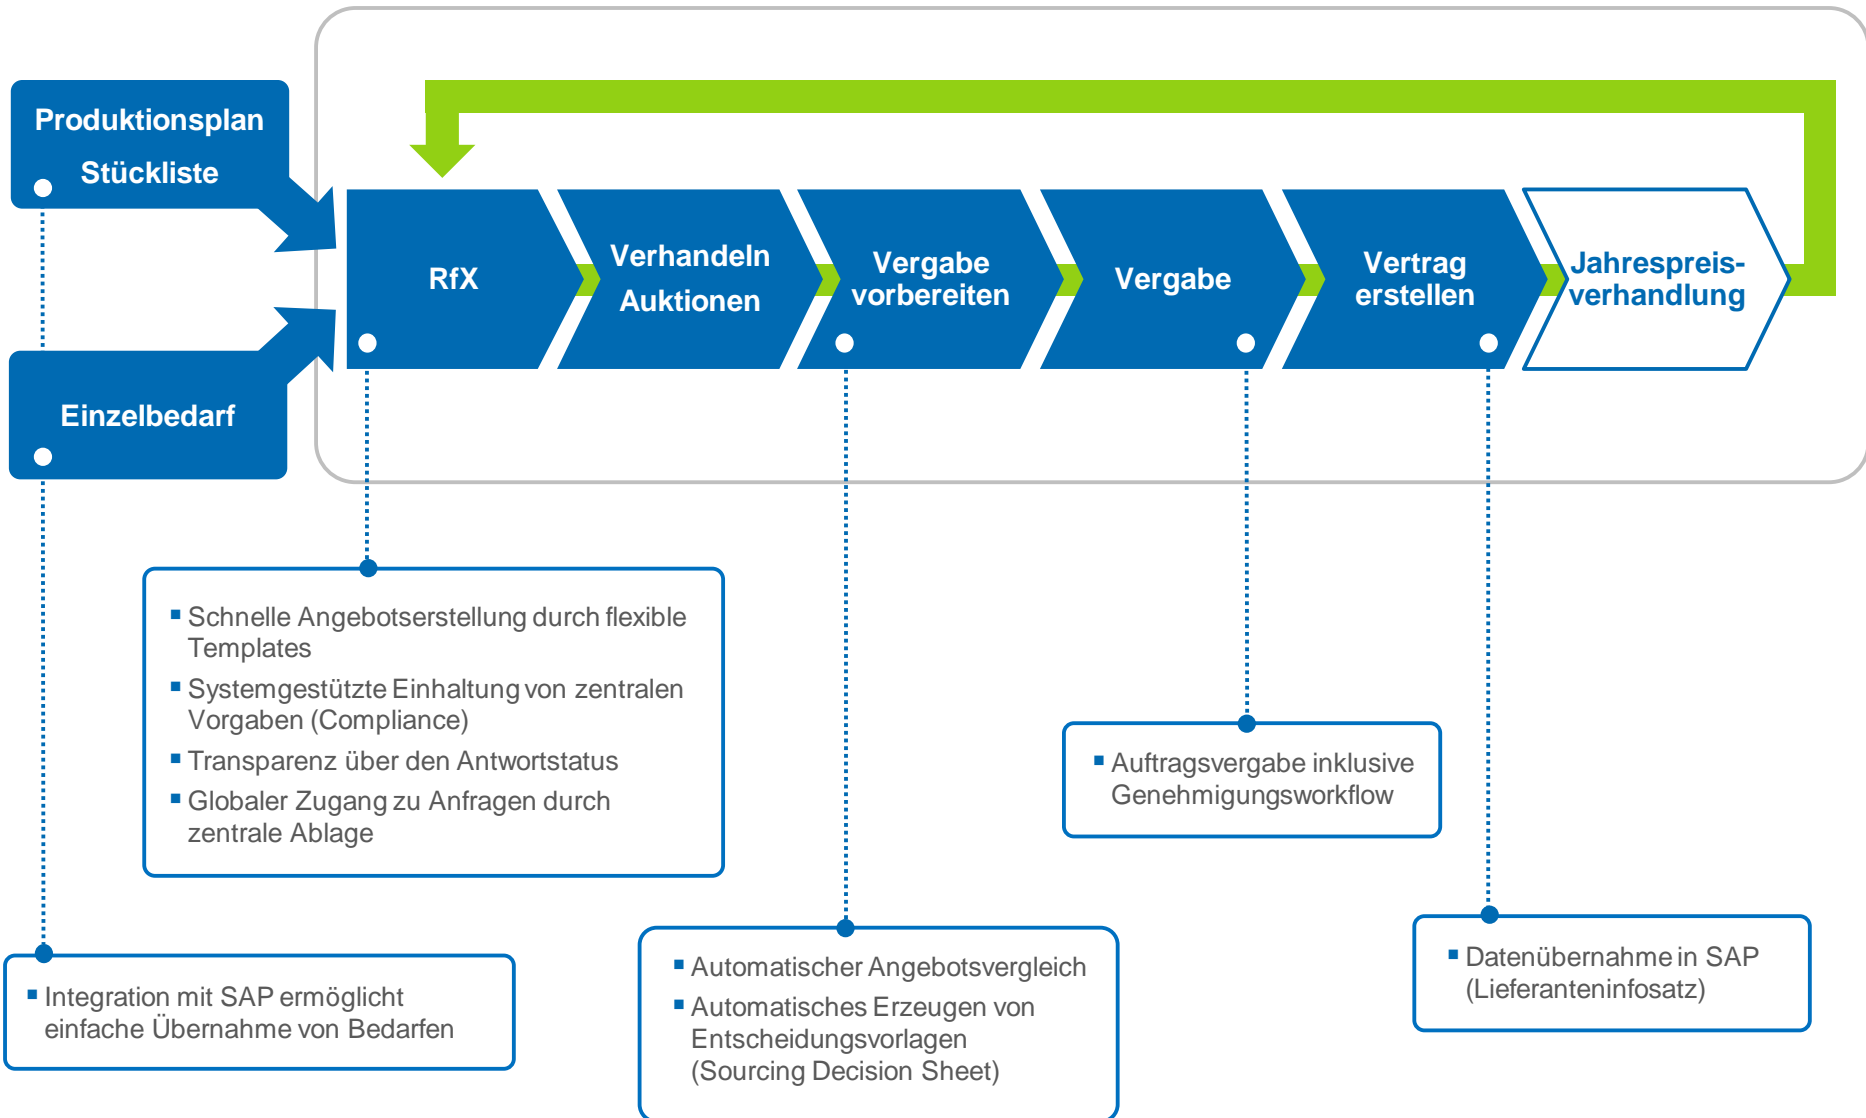 Produktionsplan
Stückliste
Einzelbedarf
RfX
Verhandeln
Auktionen
Vergabe
vorbereiten
Vergabe
Vertrag
erstellen
Jahrespreis-
verhandlung
▪ Schnelle Angebotserstellung durch flexible
Templates
▪ Systemgestützte Einhaltung von zentralen
Vorgaben (Compliance)
▪ Transparenz über den Antwortstatus
▪ Globaler Zugang zu Anfragen durch
zentrale Ablage
▪ Auftragsvergabe inklusive
Genehmigungsworkflow
▪ Integration mit SAP ermöglicht
einfache Übernahme von Bedarfen
▪ Automatischer Angebotsvergleich
▪ Automatisches Erzeugen von
Entscheidungsvorlagen
(Sourcing Decision Sheet)
▪ Datenübernahme in SAP
(Lieferanteninfosatz)